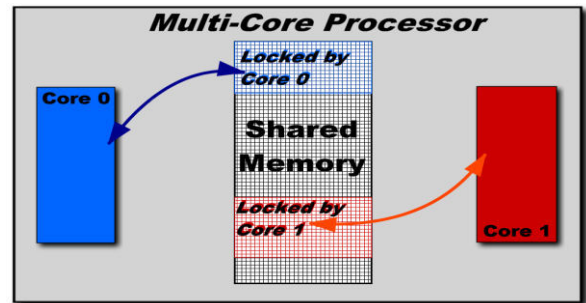 Multi-Core Processor
Locked by
Core 0
Core 0
Shared
Memory
Locked by
Core 1
Core 1